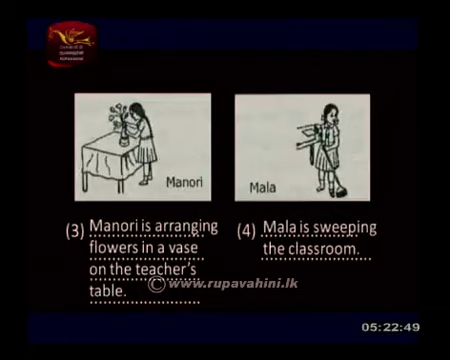 Manori
Mala
(3) Manori is arranging
flowers in a vase
on the teacher's
table.
(4) Mala is sweeping
the classroom.
© www.rupavahini.lk
05:22:49